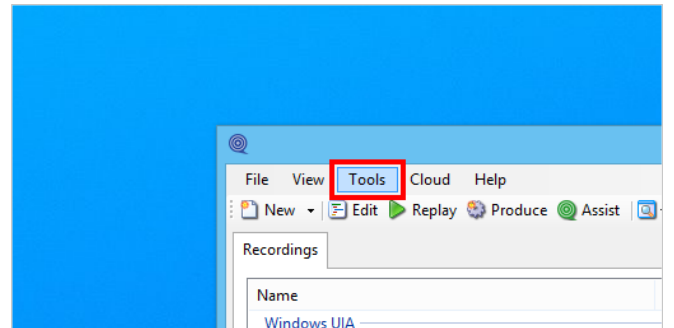 File View Tools Cloud Help
New Edit Replay Produce Assist
Recordings
Name
Windows UIA